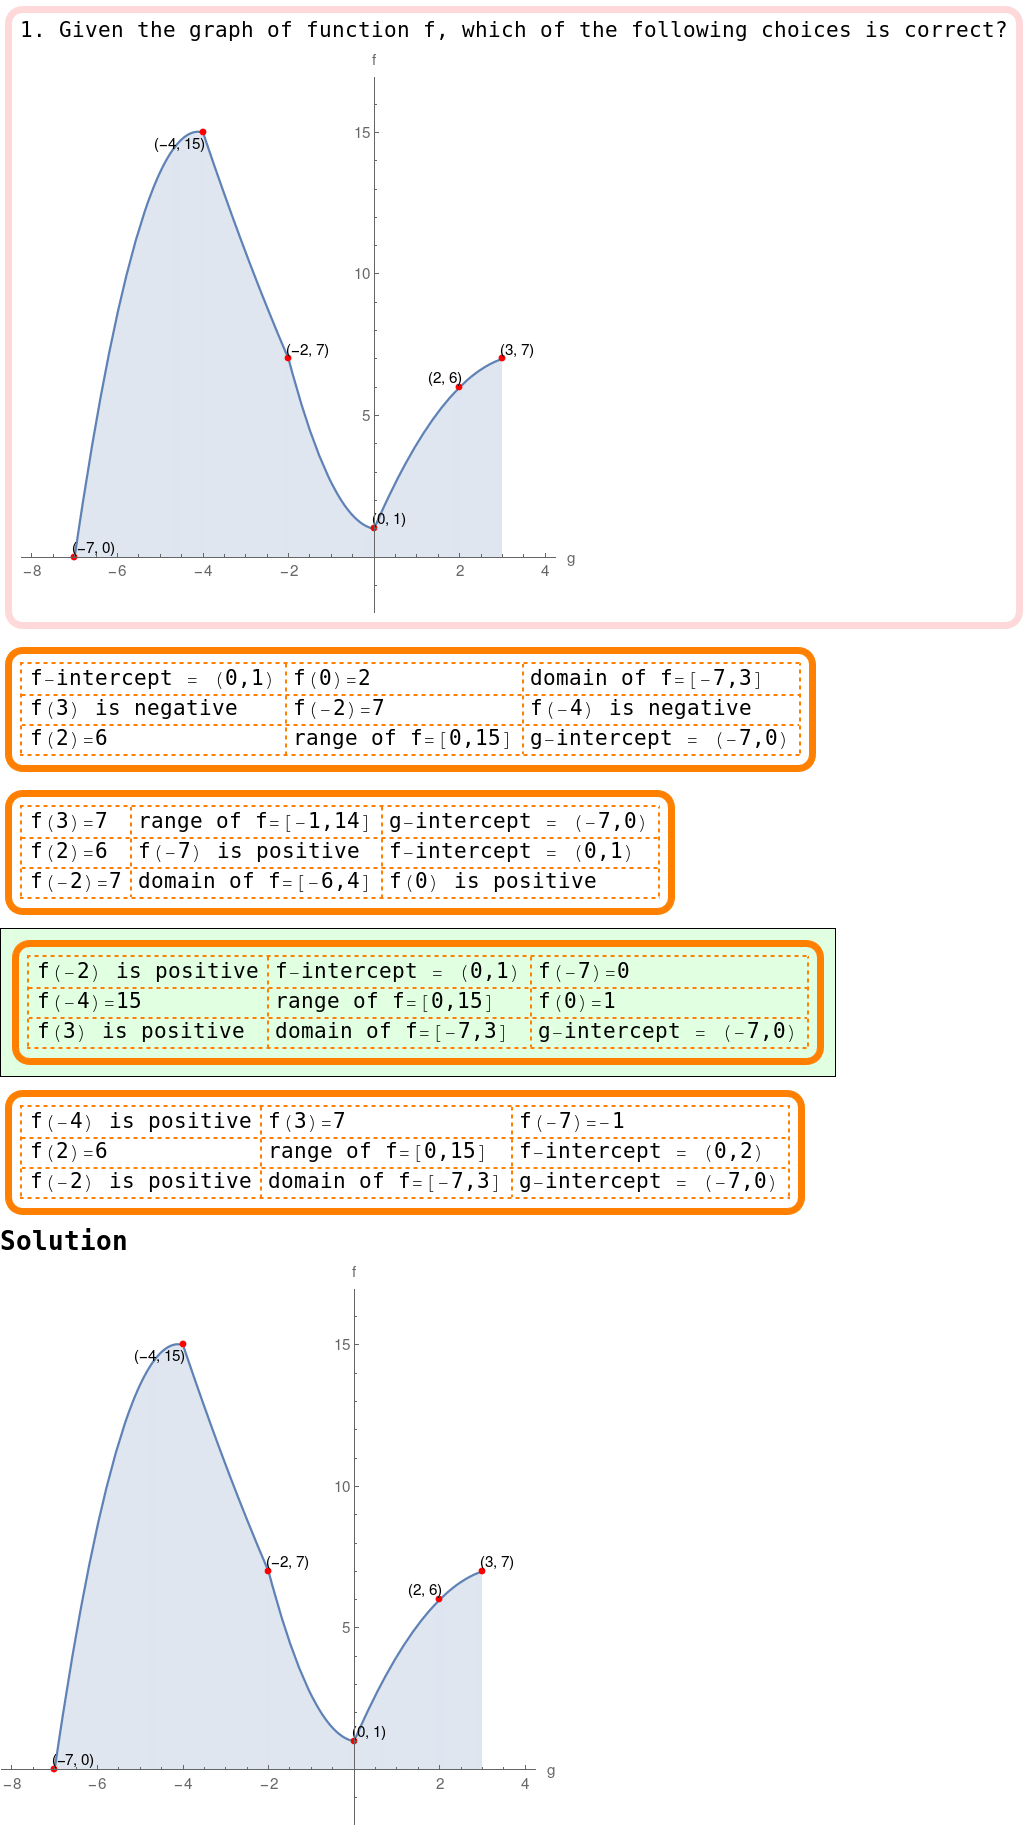 1. Given the graph of function f, which of the following choices is correct?
f
15
(−4, 15)
10
(−2, 7)
(3, 7)
(2, 6)
5
(0, 1)
(−7, 0)
g
−8 −6 −4 −2 2 4
f-intercept = (0,1) f(0)=2 domain of f=[-7,3]
f(3) is negative f(-2)=7 f(-4) is negative
f(2)=6 range of f=[0,15] g-intercept = (-7,0)
f(3)=7 range of f=[-1,14] g-intercept = (-7,0)
f(2)=6 f(-7) is positive f-intercept = (0,1)
f(-2)=7 domain of f=[-6,4] f(0) is positive
f(-2) is positive f-intercept = (0,1) f(-7)=0
f(-4)=15 range of f=[0,15] f(0)=1
f(3) is positive domain of f=[-7,3] g-intercept = (-7,0)
f(-4) is positive f(3)=7 f(-7)=-1
f(2)=6 range of f=[0,15] f-intercept = (0,2)
f(-2) is positive domain of f=[-7,3] g-intercept = (-7,0)
Solution
f
15
(−4, 15)
10
(−2, 7)
(3, 7)
(2, 6)
5
(0, 1)
(−7, 0)
g
−8 −6 −4 −2 2 4